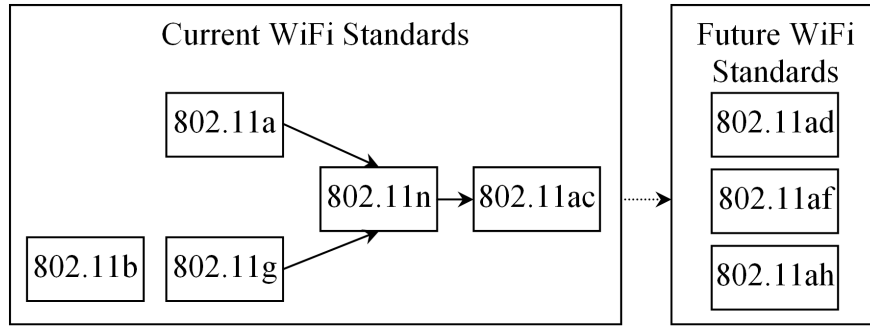 Current WiFi Standards
802.11a
802.11n
802.11ac
802.11b
802.11g
Future WiFi
Standards
802.11ad
802.11af
802.11ah